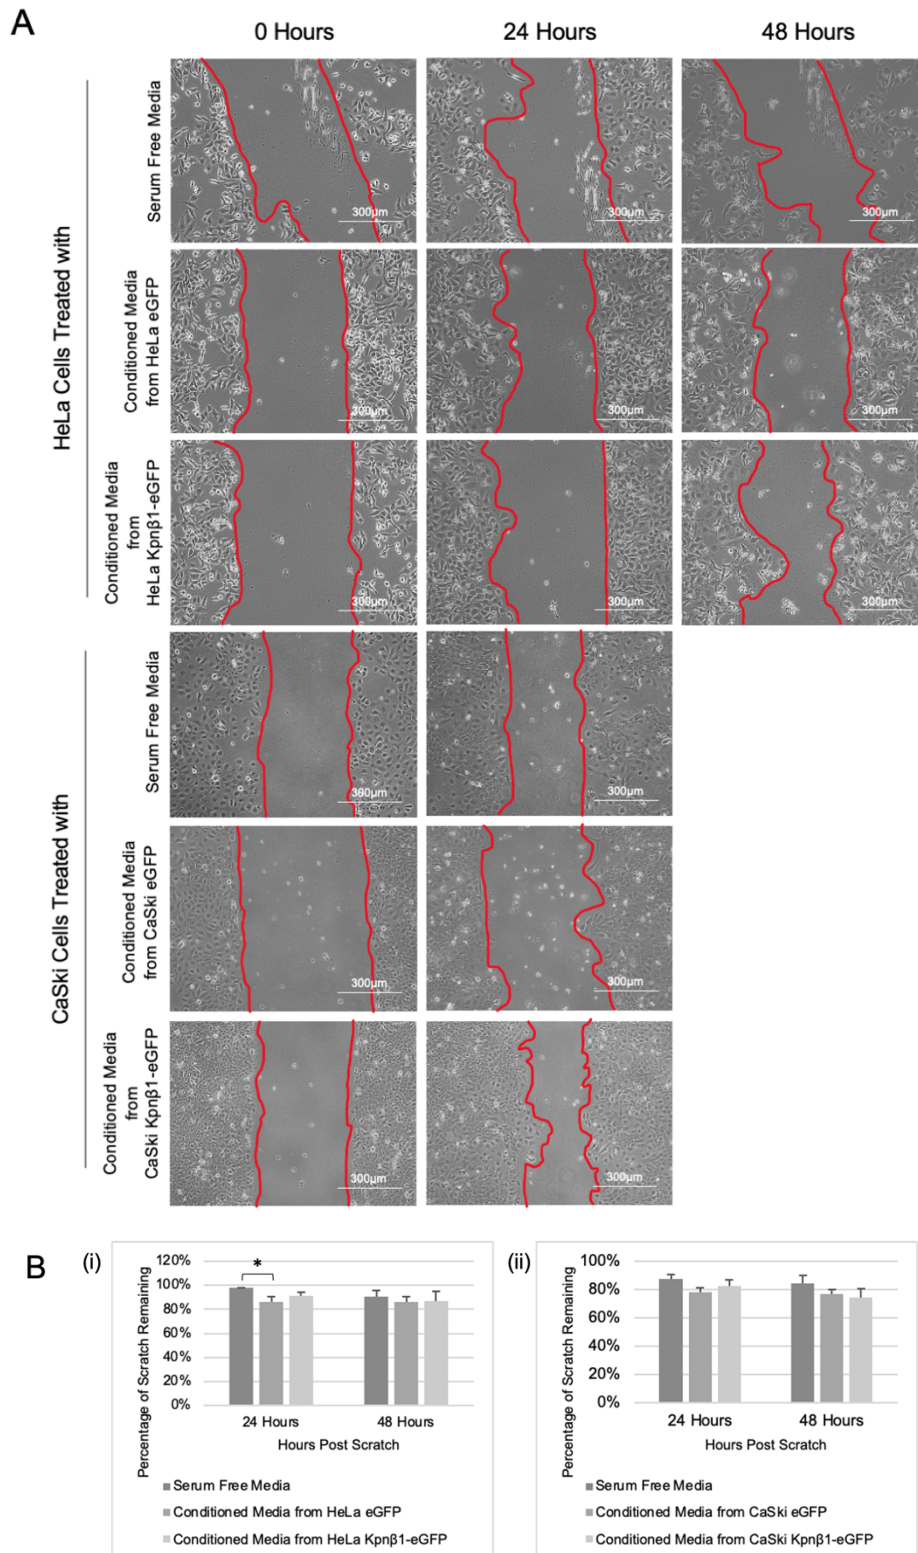 A
0 Hours
24 Hours
48 Hours
HeLa Cells Treated with
Serum Free Media
300µm
300µm
300µm
Conditioned Media
from HeLa eGFP
300µm
300µm
300µm
Conditioned Media
from
HeLa Kpnβ1-eGFP
300µm
300µm
300µm
CaSki Cells Treated with
Serum Free Media
300µm
300µm
Conditioned Media
from CaSki eGFP
300µm
300µm
Conditioned Media
from
CaSki Kpnβ1-eGFP
300µm
300µm
B
(i)
Percentage of Scratch Remaining
120%
100%
80%
60%
40%
20%
0%
*
24 Hours
48 Hours
Hours Post Scratch
Serum Free Media
Conditioned Media from HeLa eGFP
Conditioned Media from HeLa Kpnβ1-eGFP
(ii)
Percentage of Scratch Remaining
100%
80%
60%
40%
20%
0%
24 Hours
48 Hours
Hours Post Scratch
Serum Free Media
Conditioned Media from CaSki eGFP
Conditioned Media from CaSki Kpnβ1-eGFP